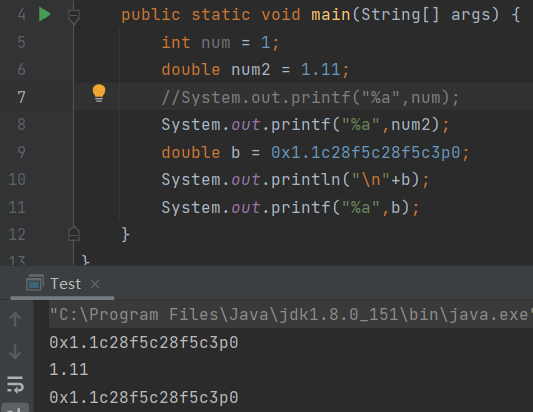 4 public static void main(String[] args) {
5 int num = 1;
6 double num2 = 1.11;
7 //System.out.printf("%a",num);
8 System.out.printf("%a",num2);
9 double b = 0x1.1c28f5c28f5c3p0;
10 System.out.println("\n"+b);
11 System.out.printf("%a",b);
12 }
13 }
Test ×
"C:\Program Files\Java\jdk1.8.0_151\bin\java.exe"
0x1.1c28f5c28f5c3p0
1.11
0x1.1c28f5c28f5c3p0